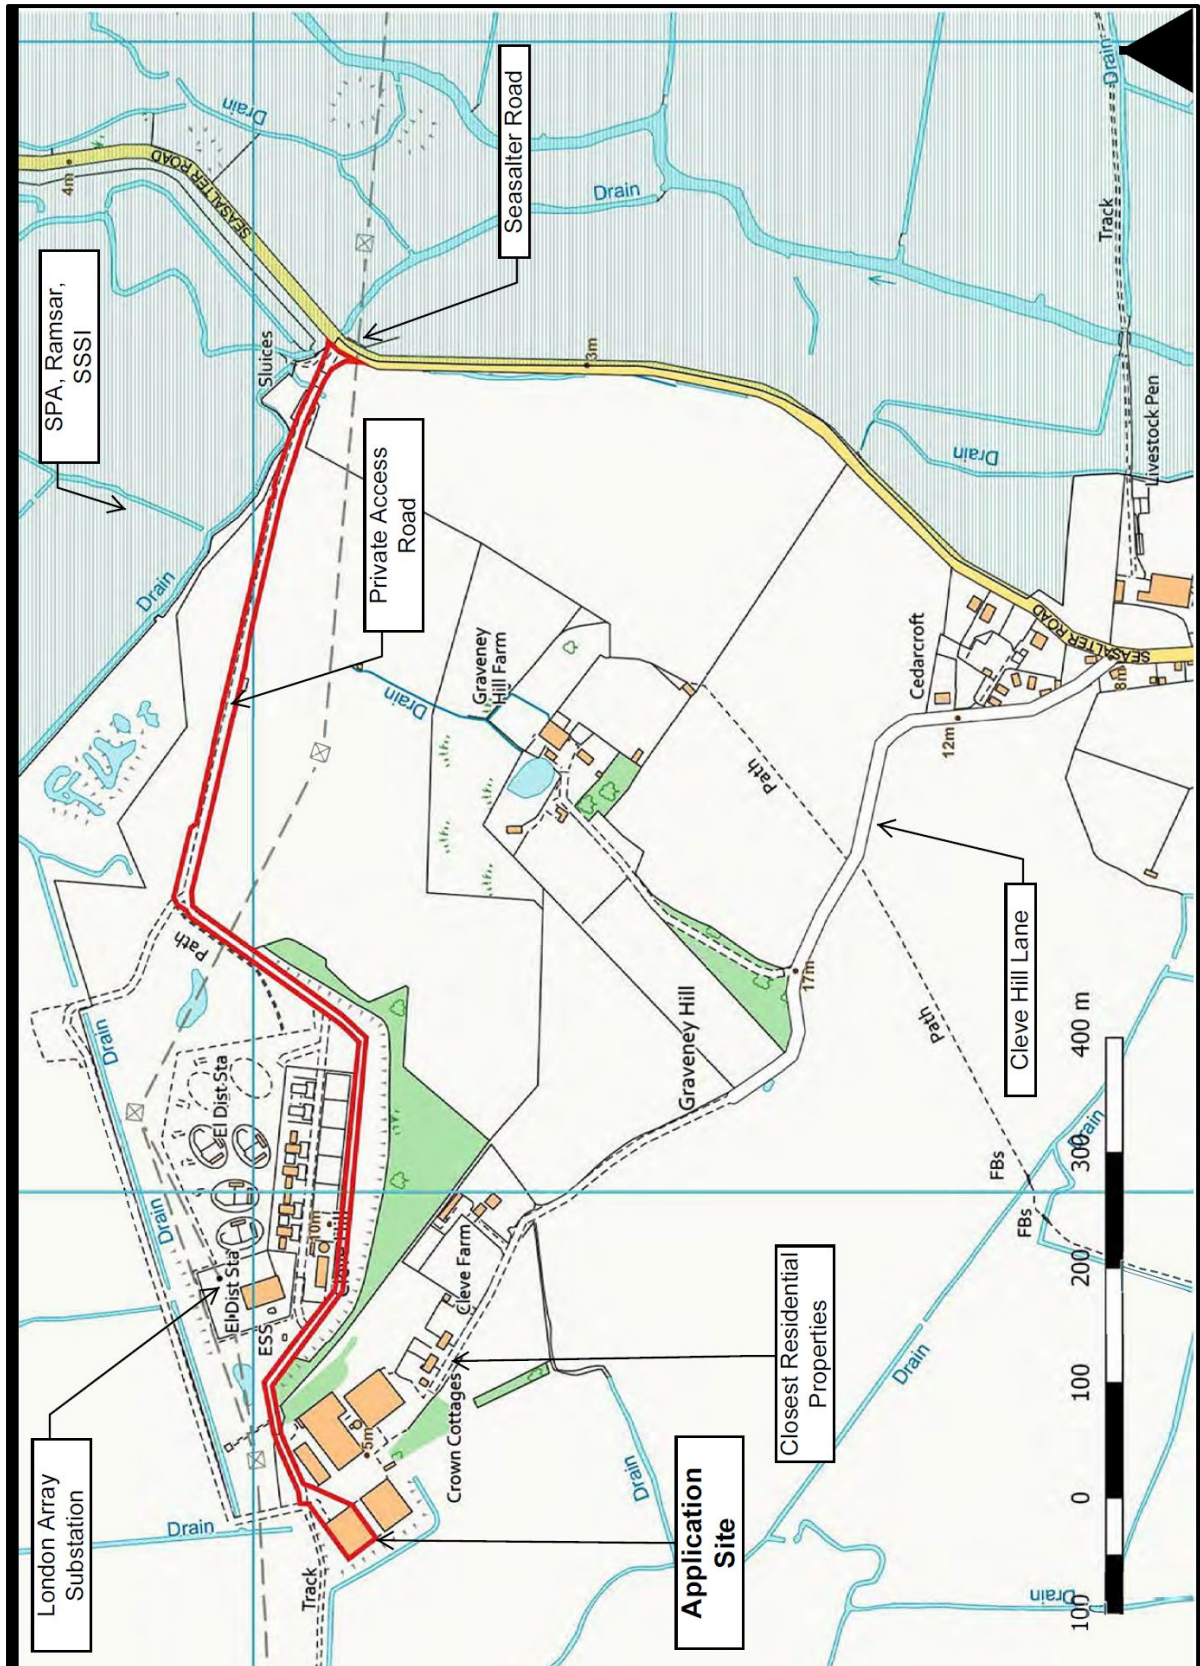 SPA, Ramsar,
SSSI
Seasalter Road
Private Access
Road
London Array
Substation
Application
Site
Closest Residential
Properties
Cleve Hill Lane
SEASALTER ROAD
4m
Drain
Drain
Drain
Track
Sluices
3m
Drain
Livestock Pen
Drain
Drain
Graveney
Hill Farm
Cedarcroft
SEASALTER ROAD
8m
12m
Path
Path
17m
Graveney Hill
Path
Drain
El Dist Sta
Drain
El Dist Sta
ESS
10m
Cleve Farm
Crown Cottages
5m
Track
Drain
Drain
Drain
Drain
Drain
FBs
FBs
100
0
100
200
300
400 m